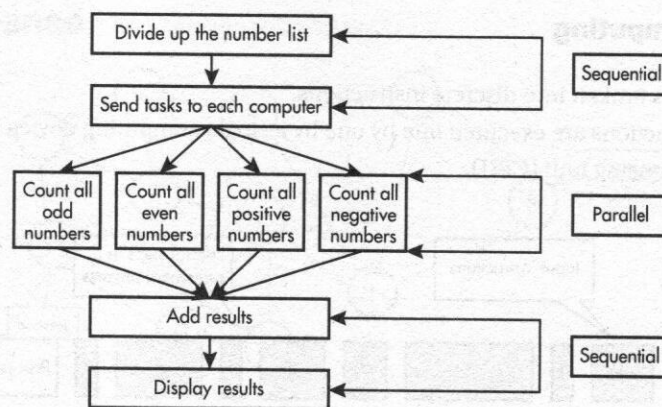 Divide up the number list
Sequential
Send tasks to each computer
Count all
odd
numbers
Count all
even
numbers
Count all
positive
numbers
Count all
negative
numbers
Parallel
Add results
Sequential
Display results